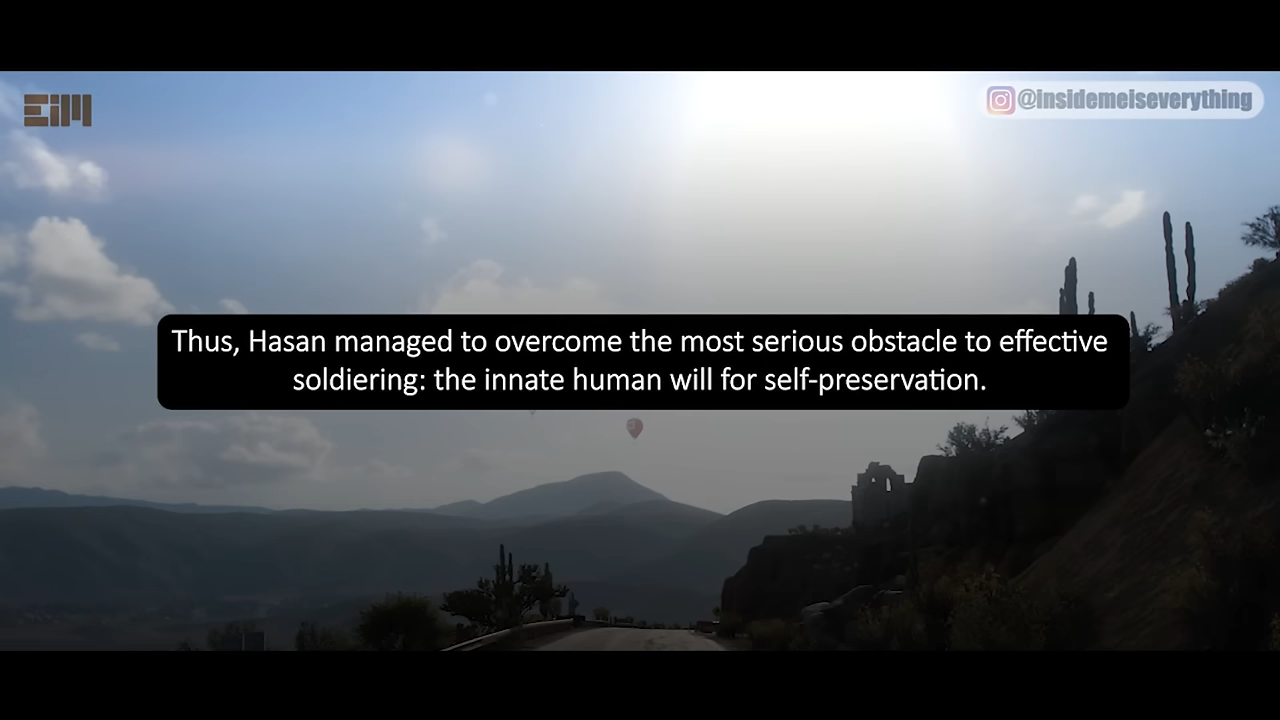 EiM
@insidemeiseverything
Thus, Hasan managed to overcome the most serious obstacle to effective
soldiering: the innate human will for self-preservation.